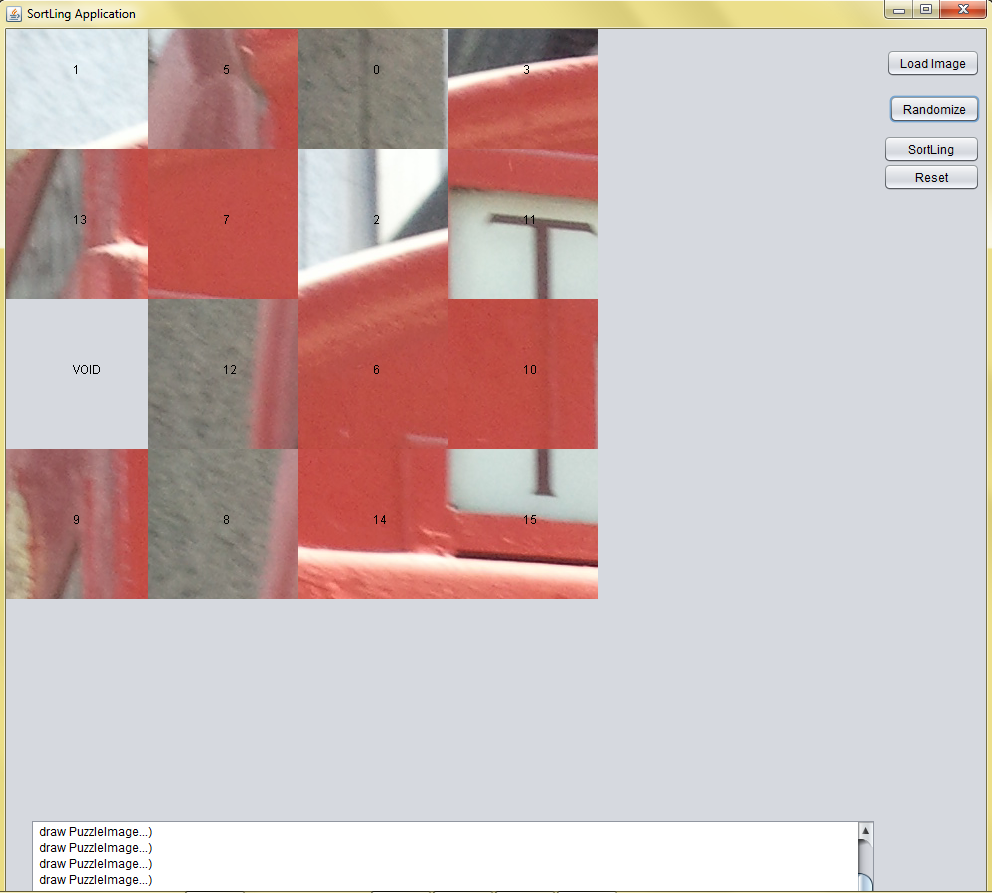 SortLing Application
1 5 0 3
Load Image
Randomize
SortLing
Reset
13 7 2 11
T
VOID 12 6 10
9 8 14 15
draw PuzzleImage...)
draw PuzzleImage...)
draw PuzzleImage...)
draw PuzzleImage...)